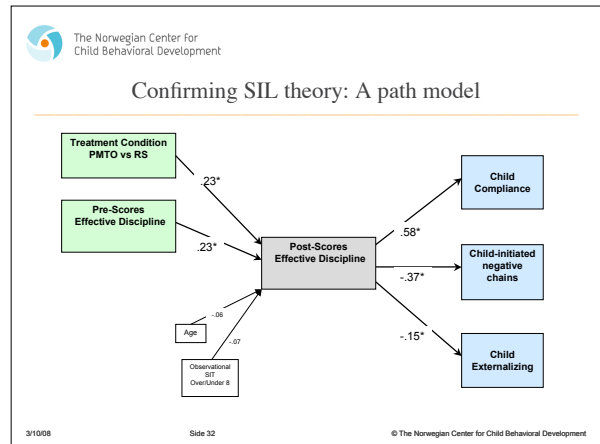 The Norwegian Center for
Child Behavioral Development
Confirming SIL theory: A path model
Treatment Condition
PMTO vs RS
.23*
Pre-Scores
Effective Discipline
.23*
Post-Scores
Effective Discipline
Age
-.06
Observational
SIT
Over/Under 8
-.07
.58*
Child
Compliance
-.37*
Child-initiated
negative
chains
-.15*
Child
Externalizing
3/10/08
Side 32
© The Norwegian Center for Child Behavioral Development